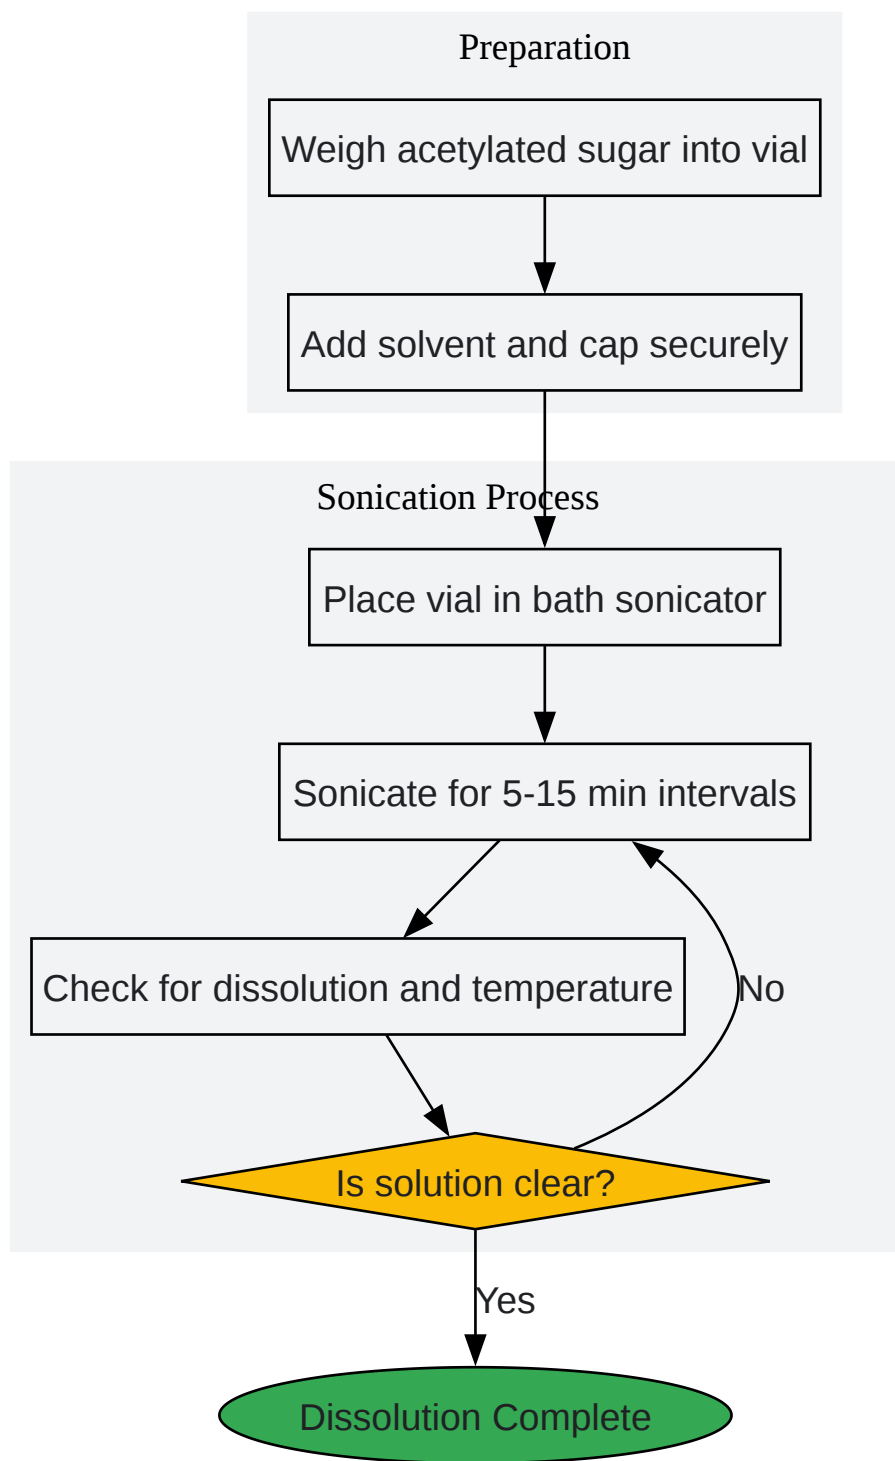 Preparation
Weigh acetylated sugar into vial
Add solvent and cap securely
Sonication Process
Place vial in bath sonicator
Sonicate for 5-15 min intervals
Check for dissolution and temperature
No
Is solution clear?
Yes
Dissolution Complete